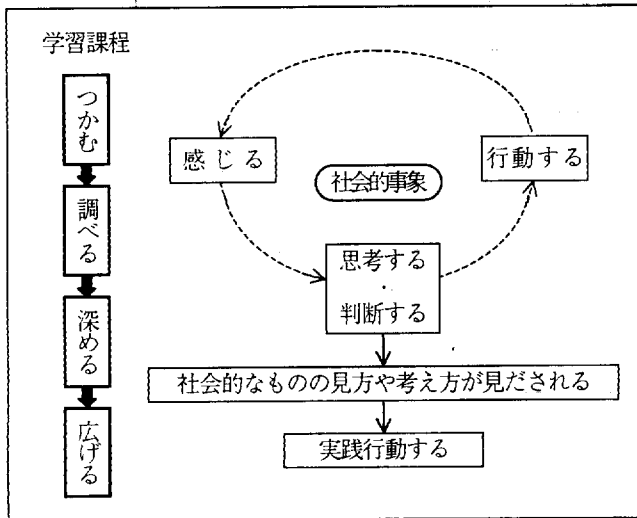 学習課程
つかむ
調べる
深める
広げる
感じる
行動する
社会的事象
思考する
・
判断する
社会的なものの見方や考え方が見だされる
実践行動する